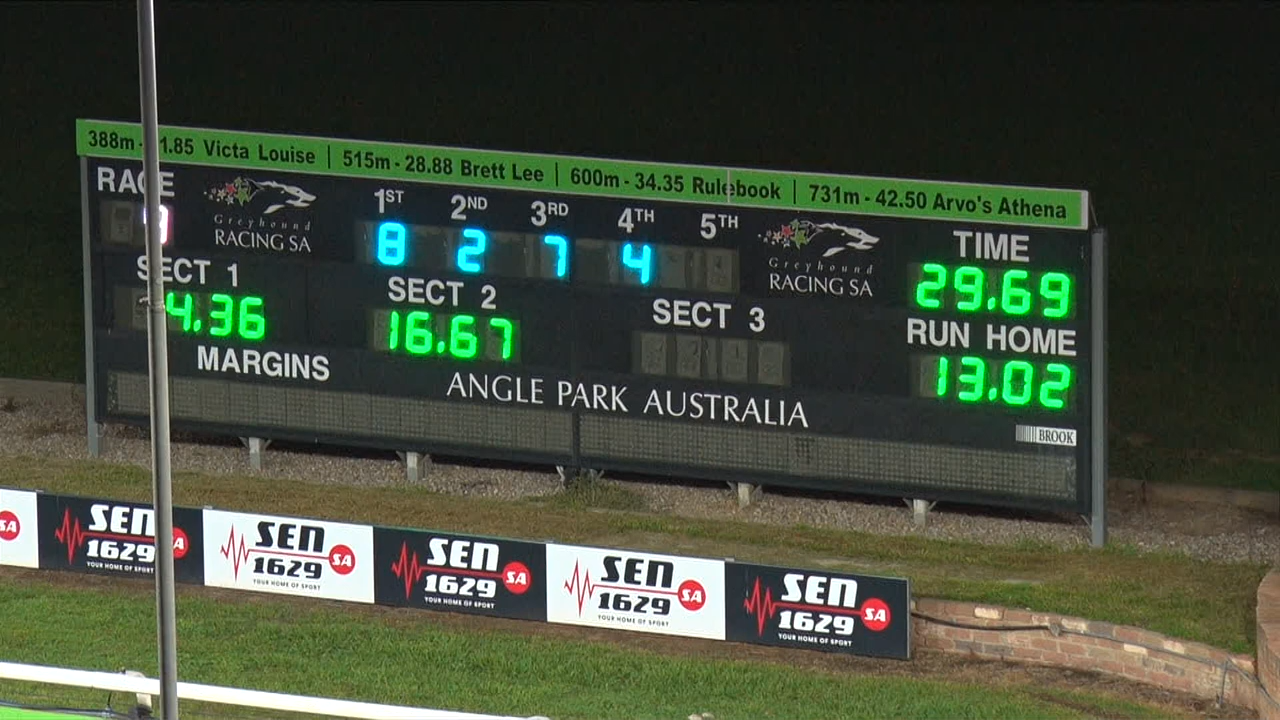 388m - 1.85 Victa Louise | 515m - 28.88 Brett Lee | 600m - 34.35 Rulebook | 731m - 42.50 Arvo's Athena
RACE
Greyhound
RACING SA
1ST 2ND 3RD 4TH 5TH
8 2 7 4
Greyhound
RACING SA
TIME
29.69
SECT 1
4.36
SECT 2
16.67
SECT 3
RUN HOME
13.02
MARGINS
ANGLE PARK AUSTRALIA
BROOK
SA
SEN
1629 SA
YOUR HOME OF SPORT
SEN
1629 SA
YOUR HOME OF SPORT
SEN
1629 SA
YOUR HOME OF SPORT
SEN
1629 SA
YOUR HOME OF SPORT
SEN
1629 SA
YOUR HOME OF SPORT